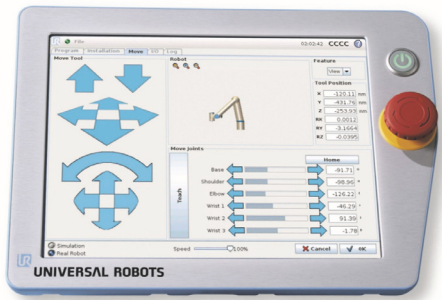 File
02:52:42 CCCC ?
Program Installation Move I/O Log
Move Tool
Robot
Feature
View
Tool Position
X -120.11 mm
Y -431.76 mm
Z -253.93 mm
RX 0.0012
RY -3.1664
RZ -0.0395
Move Joints
Home
Teach
Base -91.71 °
Shoulder -98.96 °
Elbow -126.22 °
Wrist 1 -46.29 °
Wrist 2 91.39 °
Wrist 3 -1.78 °
Simulation
Real Robot
Speed 100%
Cancel
OK
UR
UNIVERSAL ROBOTS